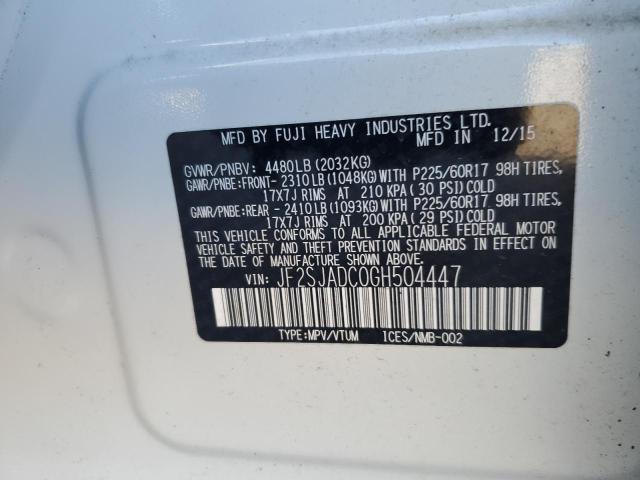 MFD BY FUJI HEAVY INDUSTRIES LTD.
MFD IN 12/15
GVWR/PNBV: 4480LB (2032KG)
GAWR/PNBE: FRONT- 2310LB (1048KG) WITH P225/60R17 98H TIRES,
17X7J RIMS AT 210 KPA (30 PSI) COLD
GAWR/PNBE: REAR - 2410LB (1093KG) WITH P225/60R17 98H TIRES,
17X7J RIMS AT 200 KPA (29 PSI) COLD
THIS VEHICLE CONFORMS TO ALL APPLICABLE FEDERAL MOTOR
VEHICLE SAFETY AND THEFT PREVENTION STANDARDS IN EFFECT ON
THE DATE OF MANUFACTURE SHOWN ABOVE.
VIN: JF2SJADC0GH504447
TYPE:MPV/VTUM ICES/NMB-002